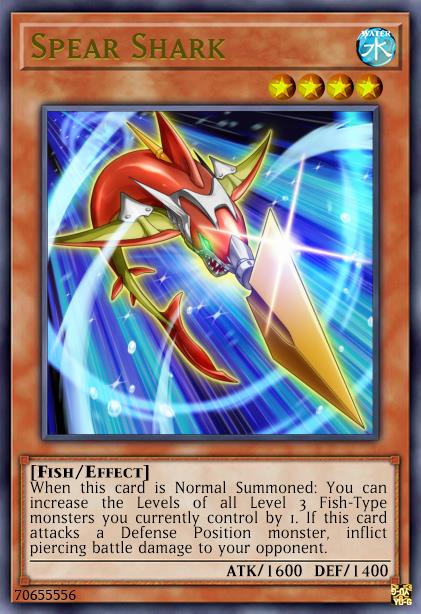 Spear Shark
WATER
水
[Fish/Effect]
When this card is Normal Summoned: You can
increase the Levels of all Level 3 Fish-Type
monsters you currently control by 1. If this card
attacks a Defense Position monster, inflict
piercing battle damage to your opponent.
ATK/1600 DEF/1400
70655556